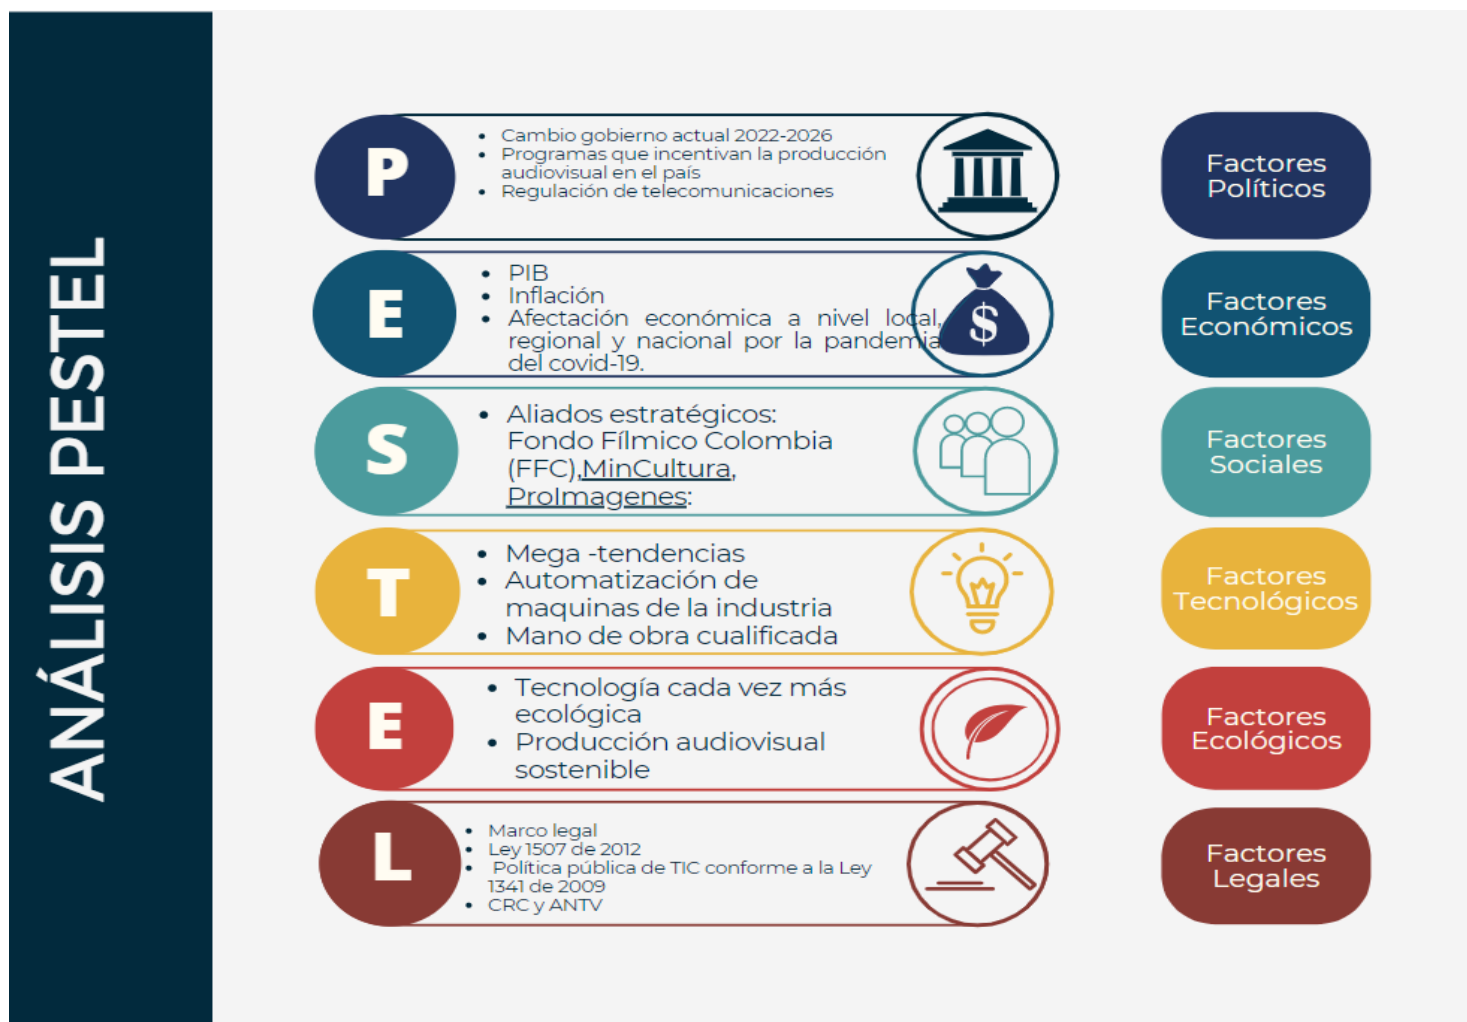 ANÁLISIS PESTEL
P
• Cambio gobierno actual 2022-2026
• Programas que incentivan la producción
audiovisual en el país
• Regulación de telecomunicaciones
Factores
Políticos
E
• PIB
• Inflación
• Afectación económica a nivel local,
regional y nacional por la pandemia
del covid-19.
$
Factores
Económicos
S
• Aliados estratégicos:
Fondo Fílmico Colombia
(FFC),MinCultura,
ProImagenes:
Factores
Sociales
T
• Mega -tendencias
• Automatización de
maquinas de la industria
• Mano de obra cualificada
Factores
Tecnológicos
E
• Tecnología cada vez más
ecológica
• Producción audiovisual
sostenible
Factores
Ecológicos
L
• Marco legal
• Ley 1507 de 2012
• Política pública de TIC conforme a la Ley
1341 de 2009
• CRC y ANTV
Factores
Legales